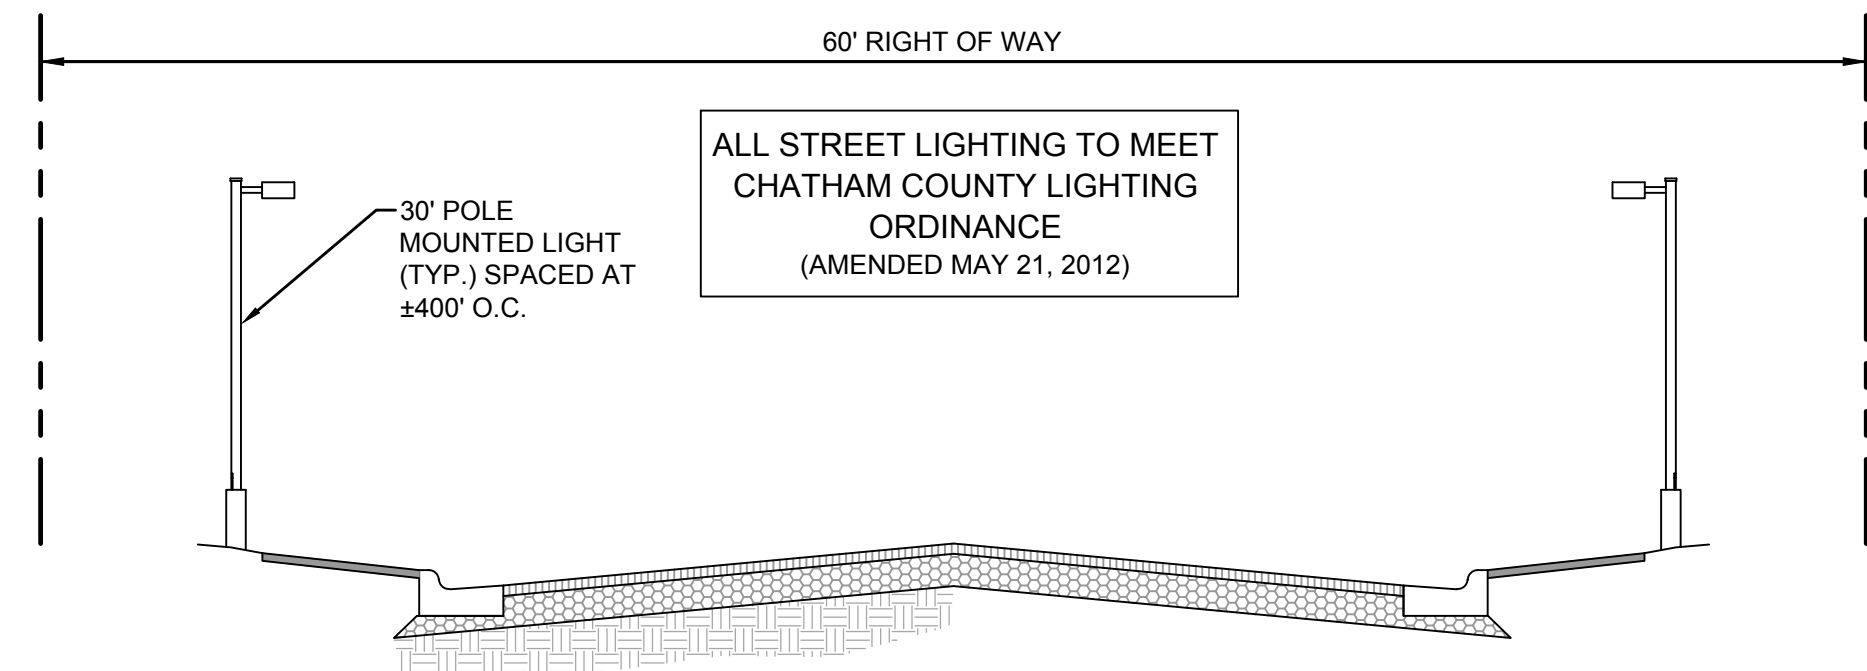 60' RIGHT OF WAY
ALL STREET LIGHTING TO MEET
CHATHAM COUNTY LIGHTING
ORDINANCE
(AMENDED MAY 21, 2012)
30' POLE
MOUNTED LIGHT
(TYP.) SPACED AT
±400' O.C.